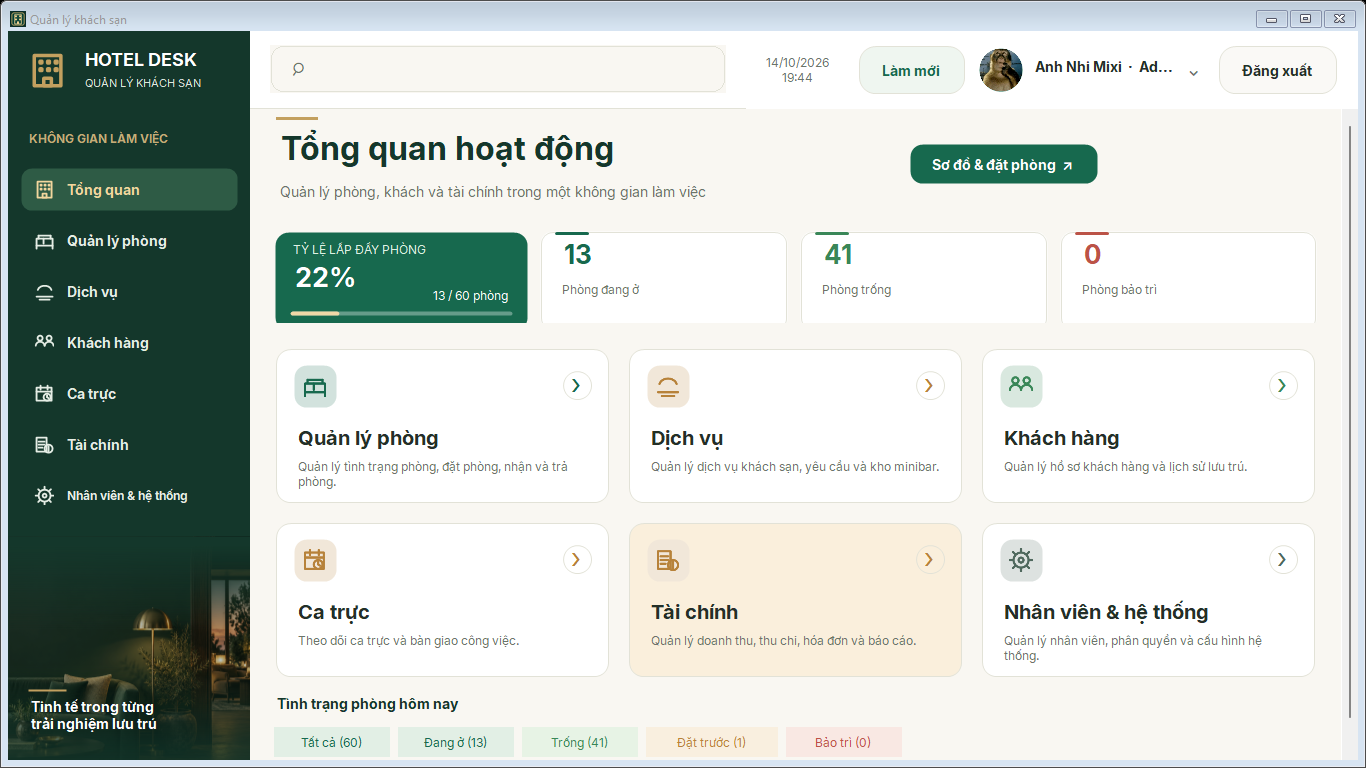 Quản lý khách sạn
HOTEL DESK
QUẢN LÝ KHÁCH SẠN
14/10/2026
19:44
Làm mới
Anh Nhi Mixi · Ad...
Đăng xuất
KHÔNG GIAN LÀM VIỆC
Tổng quan
Quản lý phòng
Dịch vụ
Khách hàng
Ca trực
Tài chính
Nhân viên & hệ thống
Tinh tế trong từng
trải nghiệm lưu trú
Tổng quan hoạt động
Quản lý phòng, khách và tài chính trong một không gian làm việc
Sơ đồ & đặt phòng ↗
TỶ LỆ LẤP ĐẦY PHÒNG
22%
13 / 60 phòng
13
Phòng đang ở
41
Phòng trống
0
Phòng bảo trì
Quản lý phòng
Quản lý tình trạng phòng, đặt phòng, nhận và trả
phòng.
Dịch vụ
Quản lý dịch vụ khách sạn, yêu cầu và kho minibar.
Khách hàng
Quản lý hồ sơ khách hàng và lịch sử lưu trú.
Ca trực
Theo dõi ca trực và bàn giao công việc.
Tài chính
Quản lý doanh thu, thu chi, hóa đơn và báo cáo.
Nhân viên & hệ thống
Quản lý nhân viên, phân quyền và cấu hình hệ
thống.
Tình trạng phòng hôm nay
Tất cả (60)
Đang ở (13)
Trống (41)
Đặt trước (1)
Bảo trì (0)